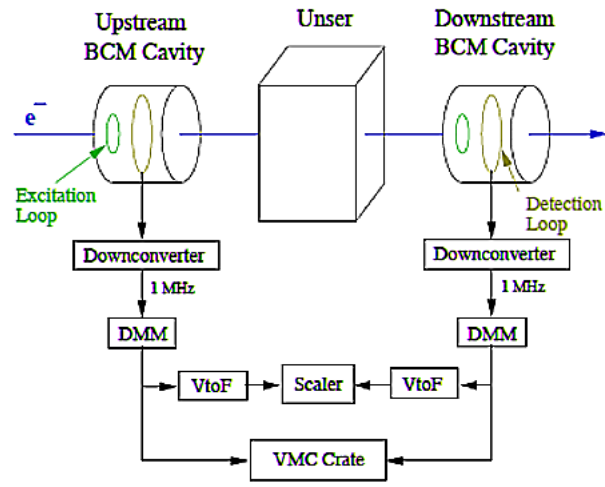 Upstream
BCM Cavity
Unser
Downstream
BCM Cavity
e⁻
Excitation
Loop
Detection
Loop
Downconverter
Downconverter
1 MHz
1 MHz
DMM
DMM
VtoF
Scaler
VtoF
VMC Crate